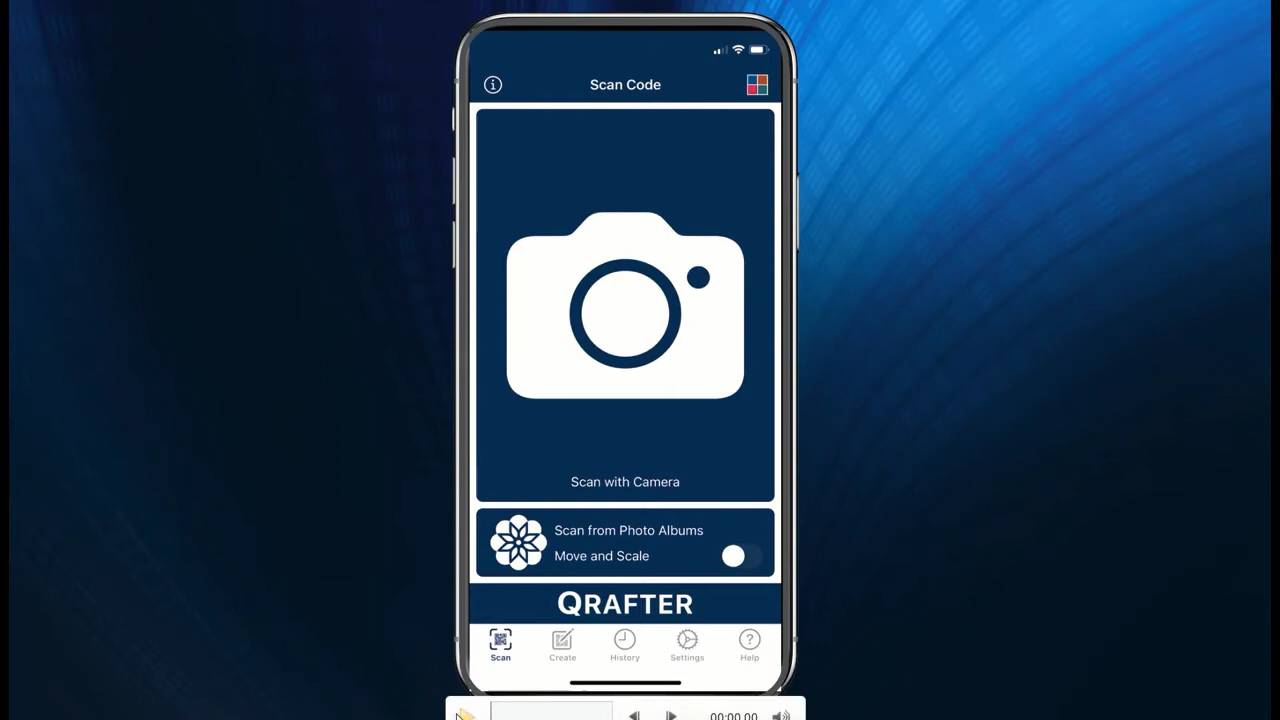 Scan Code
Scan with Camera
Scan from Photo Albums
Move and Scale
QRAFTER
Scan Create History Settings Help
00:00.00